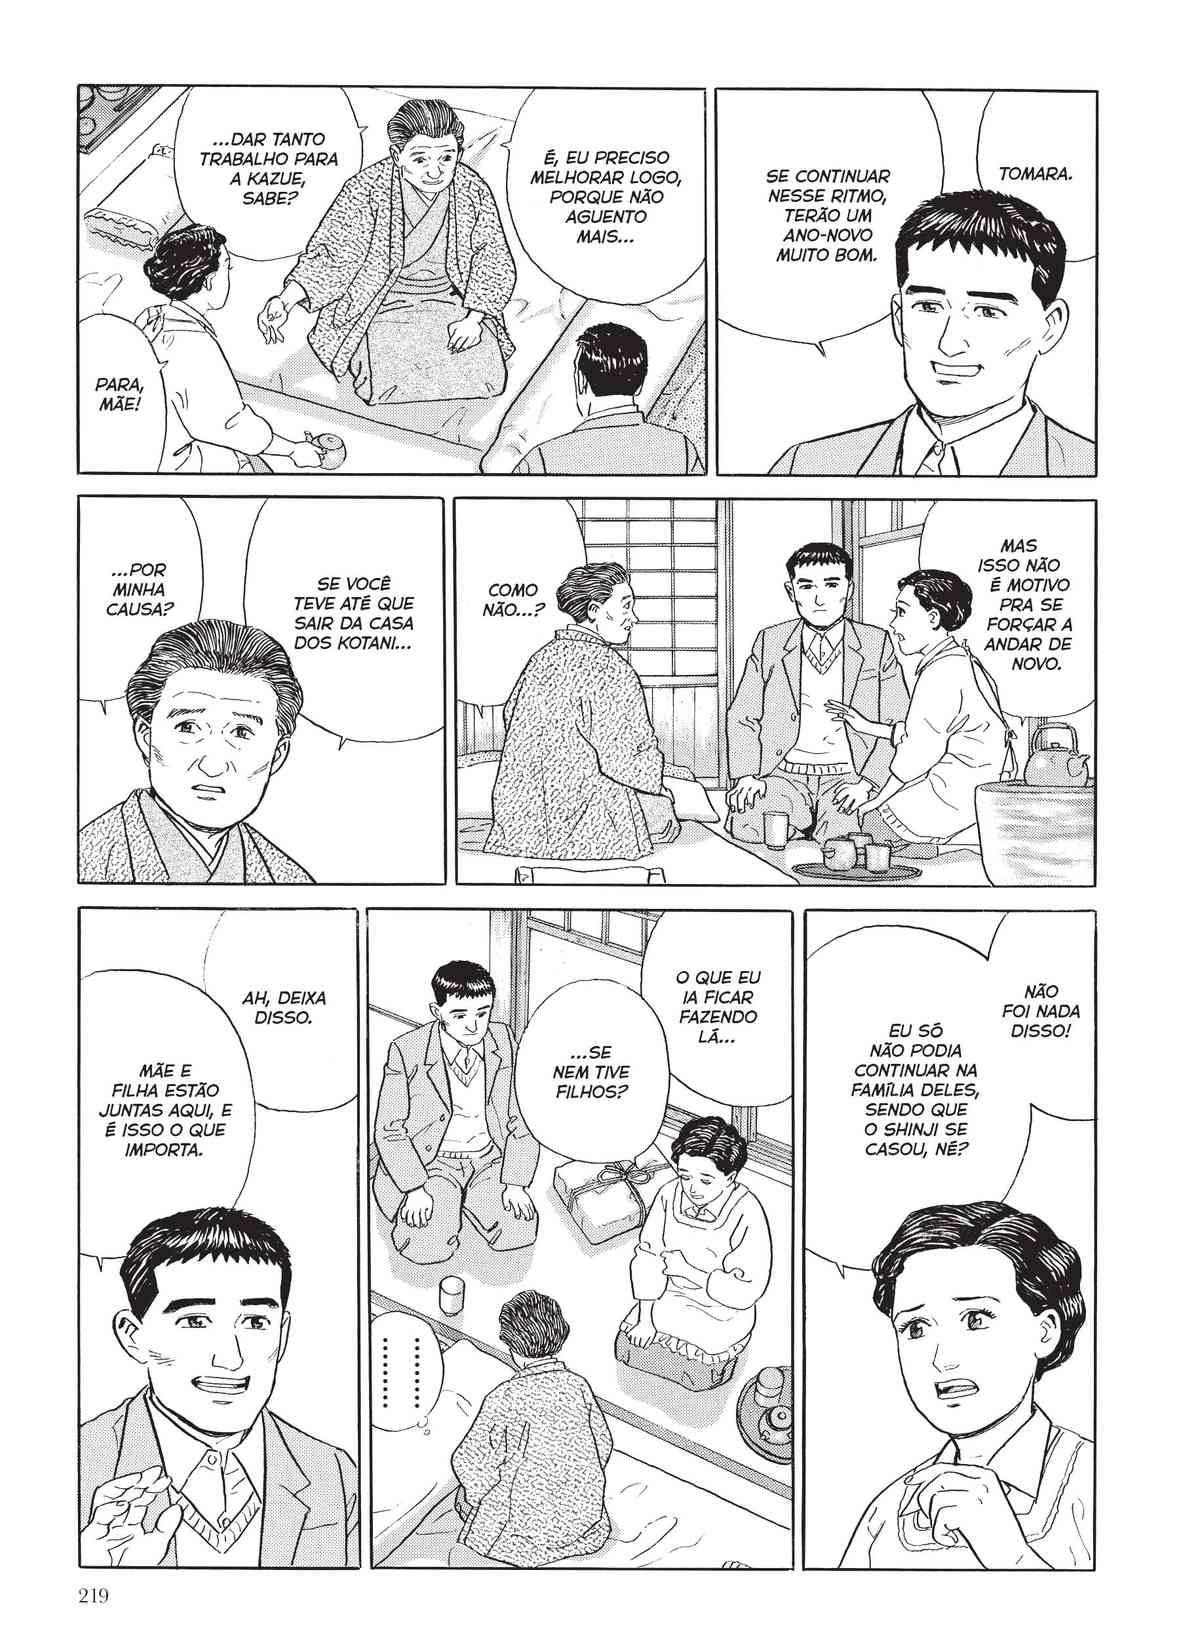 TOMARA.
SE CONTINUAR
NESSE RITMO,
TERÃO UM
ANO-NOVO
MUITO BOM.
É, EU PRECISO
MELHORAR LOGO,
PORQUE NÃO
AGUENTO
MAIS...
...DAR TANTO
TRABALHO PARA
A KAZUE,
SABE?
PARA,
MÃE!
MAS
ISSO NÃO
É MOTIVO
PRA SE
FORÇAR A
ANDAR DE
NOVO.
COMO
NÃO...?
SE VOCÊ
TEVE ATÉ QUE
SAIR DA CASA
DOS KOTANI...
...POR
MINHA
CAUSA?
NÃO
FOI NADA
DISSO!
EU SÓ
NÃO PODIA
CONTINUAR NA
FAMÍLIA DELES,
SENDO QUE
O SHINJI SE
CASOU, NÉ?
O QUE EU
IA FICAR
FAZENDO
LÁ...
...SE
NEM TIVE
FILHOS?
AH, DEIXA
DISSO.
MÃE E
FILHA ESTÃO
JUNTAS AQUI, E
É ISSO O QUE
IMPORTA.
219